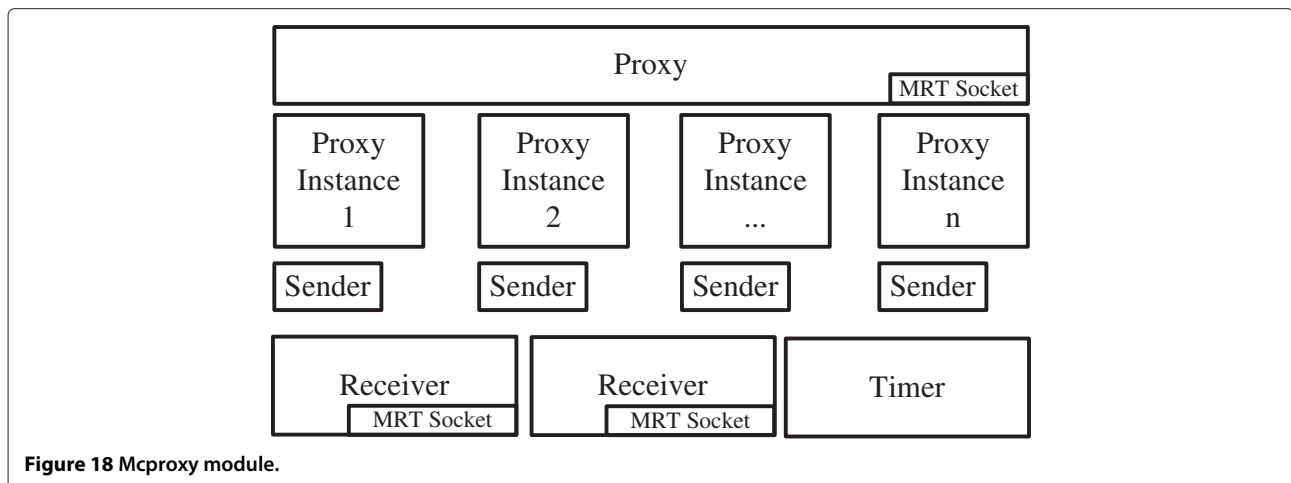 Proxy
MRT Socket
Proxy
Instance
1
Proxy
Instance
2
Proxy
Instance
...
Proxy
Instance
n
Sender
Sender
Sender
Sender
Receiver
MRT Socket
Receiver
MRT Socket
Timer
Figure 18 Mcproxy module.